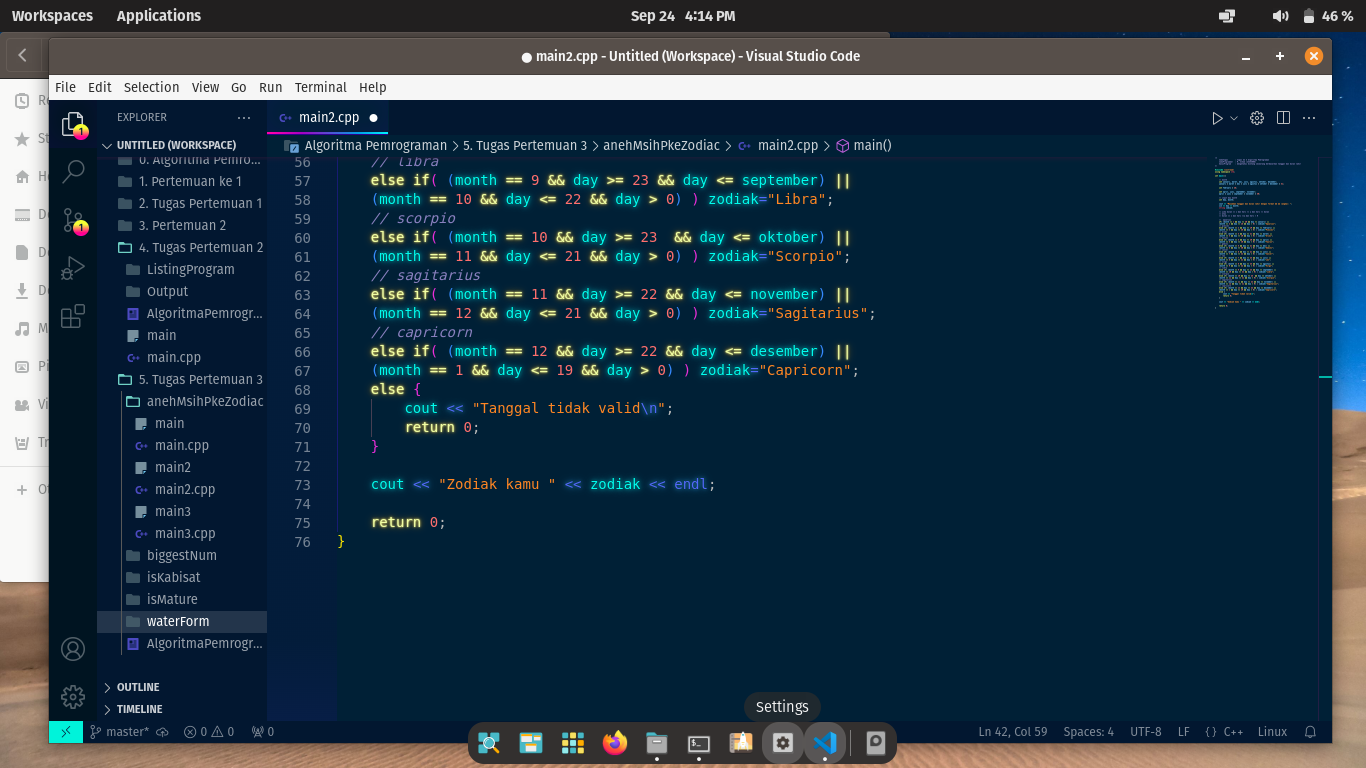 Workspaces Applications Sep 24 4:14 PM 46 %
main2.cpp - Untitled (Workspace) - Visual Studio Code
File Edit Selection View Go Run Terminal Help
EXPLORER
main2.cpp
UNTITLED (WORKSPACE)
Algoritma Pemrograman > 5. Tugas Pertemuan 3 > anehMsihPkeZodiac > main2.cpp > main()
0. Algoritma Pemro...
1. Pertemuan ke 1
2. Tugas Pertemuan 1
3. Pertemuan 2
4. Tugas Pertemuan 2
ListingProgram
Output
AlgoritmaPemrogr...
main
main.cpp
5. Tugas Pertemuan 3
anehMsihPkeZodiac
main
main.cpp
main2
main2.cpp
main3
main3.cpp
biggestNum
isKabisat
isMature
waterForm
AlgoritmaPemrogr...
OUTLINE
TIMELINE
56 // libra
57 else if( (month == 9 && day >= 23 && day <= september) ||
58 (month == 10 && day <= 22 && day > 0) ) zodiak="Libra";
59 // scorpio
60 else if( (month == 10 && day >= 23  && day <= oktober) ||
61 (month == 11 && day <= 21 && day > 0) ) zodiak="Scorpio";
62 // sagitarius
63 else if( (month == 11 && day >= 22 && day <= november) ||
64 (month == 12 && day <= 21 && day > 0) ) zodiak="Sagitarius";
65 // capricorn
66 else if( (month == 12 && day >= 22 && day <= desember) ||
67 (month == 1 && day <= 19 && day > 0) ) zodiak="Capricorn";
68 else {
69 cout << "Tanggal tidak valid\n";
70 return 0;
71 }
72
73 cout << "Zodiak kamu " << zodiak << endl;
74
75 return 0;
76 }
Settings
master* 0 0 0 Ln 42, Col 59 Spaces: 4 UTF-8 LF {} C++ Linux